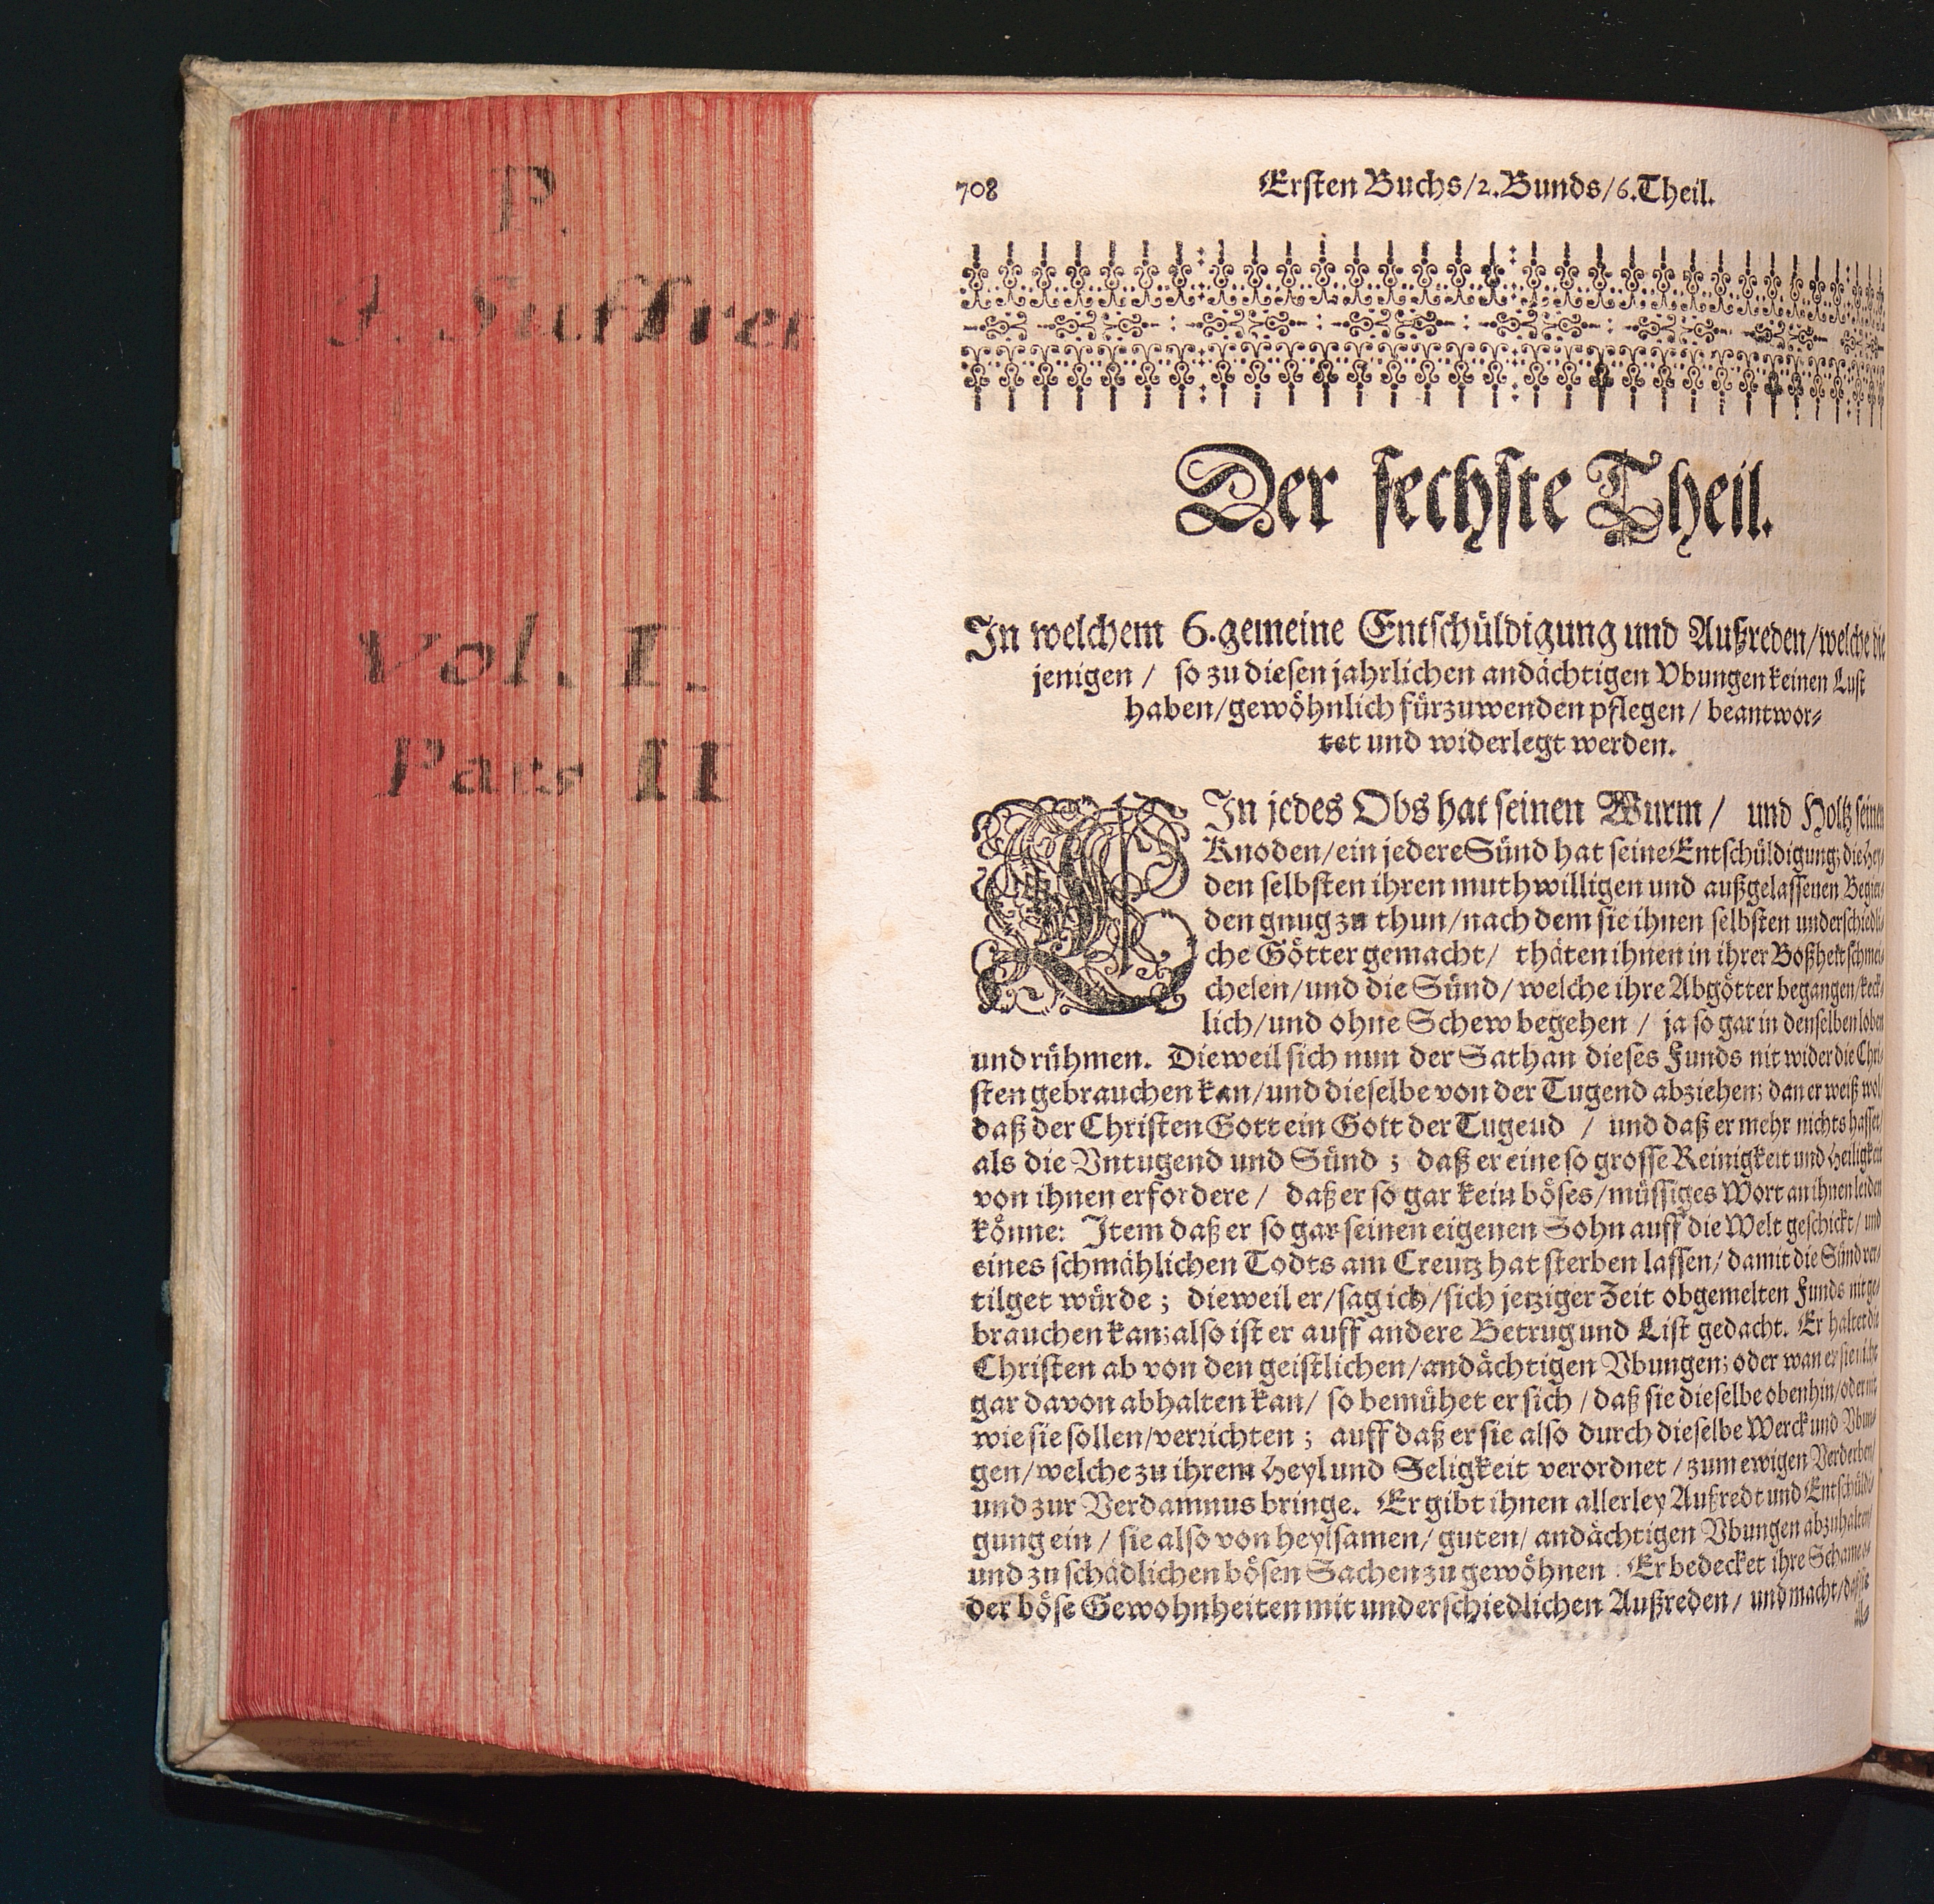 P.
J. Suffren
Vol. I.
Pars II
708
Ersten Buchs/2.Bunds/6.Theil.
Der sechste Theil.
In welchem 6.gemeine Entschüldigung und Außreden/welche die
jenigen / so zu diesen jahrlichen andächtigen Vbungen keinen Lust
haben/gewöhnlich fürzuwenden pflegen / beantwor-
tet und widerlegt werden.
EIn jedes Obs hat seinen Wurm / und Holtz seinen
Knoden/ein jedere Sünd hat seine Entschüldigung; die Hey-
den selbsten ihren muthwilligen und außgelassenen Begier-
den gnug zu thun/nach dem sie ihnen selbsten underschiedli-
che Götter gemacht/ thäten ihnen in ihrer Boßheit schmei-
chelen/und die Sünd/welche ihre Abgötter begangen/keck-
lich/und ohne Schew begehen / ja so gar in denselben loben
und rühmen. Dieweil sich nun der Sathan dieses Funds nit wider die Chri-
sten gebrauchen kan/und dieselbe von der Tugend abziehen; dan er weiß wol/
daß der Christen Gott ein Gott der Tugeud / und daß er mehr nichts hasset/
als die Vntugend und Sünd ; daß er eine so grosse Reinigkeit und Heiligkeit
von ihnen erfordere / daß er so gar kein böses/müssiges Wort an ihnen leiden
könne: Item daß er so gar seinen eigenen Sohn auff die Welt geschickt/ und
eines schmählichen Todts am Creutz hat sterben lassen/ damit die Sünd ver-
tilget würde ; dieweil er/sag ich/sich jetziger Zeit obgemelten Funds nit ge-
brauchen kan; also ist er auff andere Betrug und List gedacht. Er haltet die
Christen ab von den geistlichen/andächtigen Vbungen; oder wan er sie nicht
gar davon abhalten kan/ so bemühet er sich / daß sie dieselbe obenhin/oder nit
wie sie sollen/verrichten ; auff daß er sie also durch dieselbe Werck und Vbun-
gen/welche zu ihrem Heyl und Seligkeit verordnet / zum ewigen Verderben/
und zur Verdamnus bringe. Er gibt ihnen allerley Außredt und Entschüldi-
gung ein / sie also von heylsamen/ guten/ andächtigen Vbungen abzuhalten/
und zu schädlichen bösen Sachen zu gewöhnen : Er bedecket ihre Schame o-
der böse Gewohnheiten mit underschiedlichen Außreden / und macht/daß sie
all-